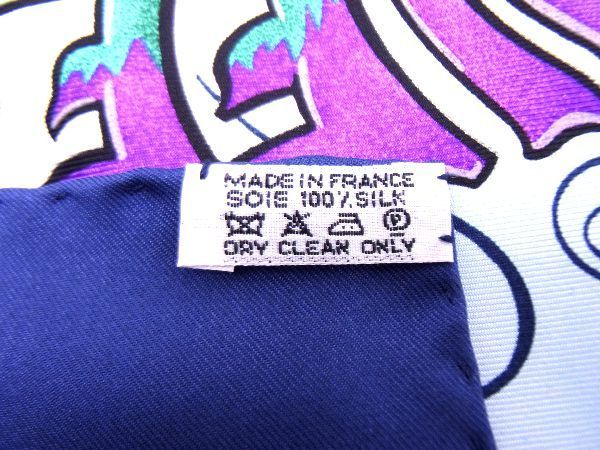 MADE IN FRANCE
SOIE 100% SILK
P
DRY CLEAN ONLY